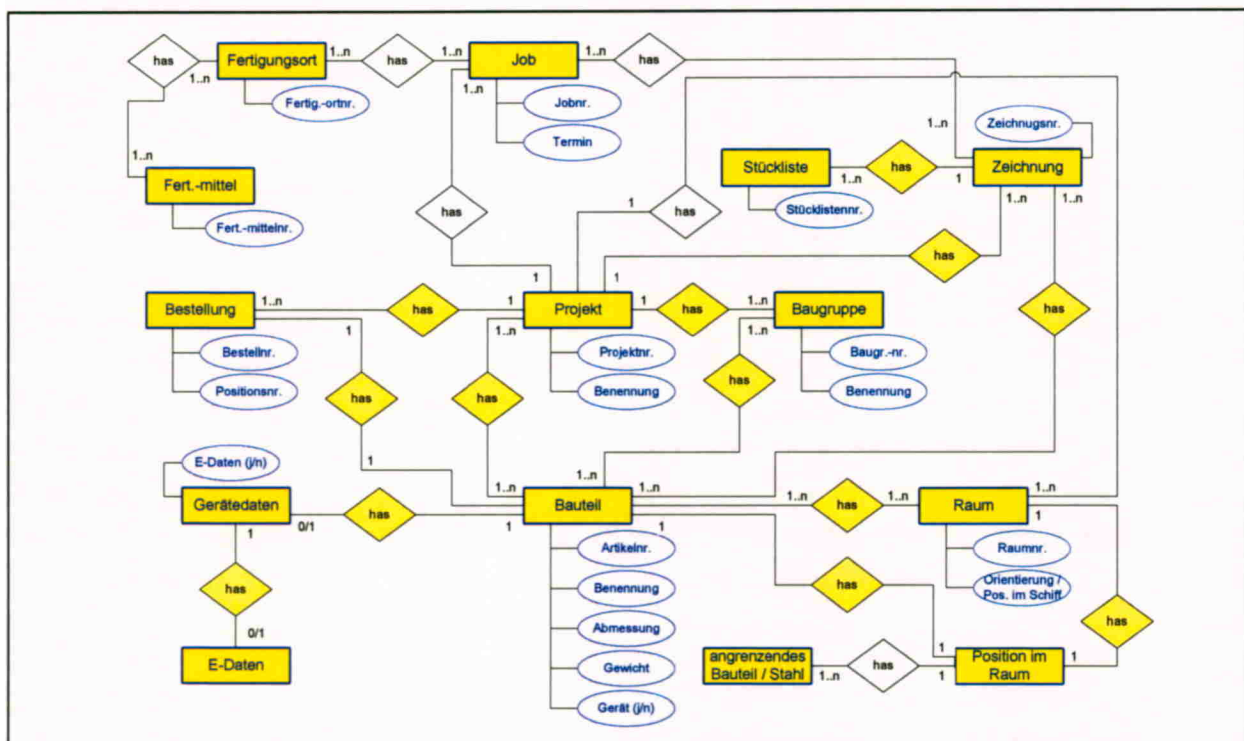 has
Fertigungsort
1..n
has
1..n
Job
1..n
has
1..n
Fertig.-ortnr.
1..n
Jobnr.
Termin
1..n
Zeichnugsnr.
1..n
Fert.-mittel
Fert.-mittelnr.
Stückliste
1..n
has
1
Zeichnung
1..n
1..n
Stücklistennr.
has
1
has
has
1
1
1
has
Bestellung
1..n
has
1
Projekt
1
has
1..n
Baugruppe
1
1..n
1..n
Bestellnr.
Positionsnr.
Projektnr.
Benennung
Baugr.-nr.
Benennung
has
has
has
E-Daten (j/n)
1
1..n
Gerätedaten
0/1
has
1
1..n
Bauteil
1..n
1..n
has
1..n
1..n
Raum
1
1
1
Artikelnr.
Benennung
Abmessung
Gewicht
Gerät (j/n)
Raumnr.
Orientierung /
Pos. im Schiff
has
0/1
E-Daten
has
has
angrenzendes
Bauteil / Stahl
1..n
has
1
1
Position im
Raum
1